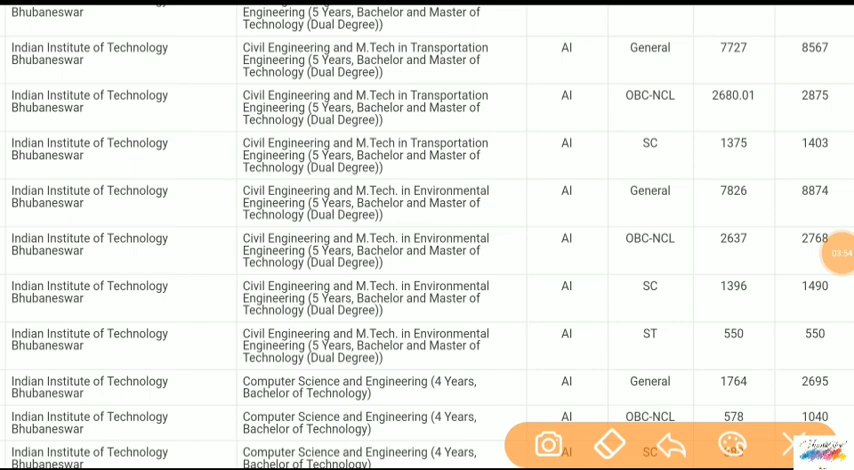 Bhubaneswar Engineering (5 Years, Bachelor and Master of
Technology (Dual Degree))
Indian Institute of Technology Civil Engineering and M.Tech in Transportation AI General 7727 8567
Bhubaneswar Engineering (5 Years, Bachelor and Master of
Technology (Dual Degree))
Indian Institute of Technology Civil Engineering and M.Tech in Transportation AI OBC-NCL 2680.01 2875
Bhubaneswar Engineering (5 Years, Bachelor and Master of
Technology (Dual Degree))
Indian Institute of Technology Civil Engineering and M.Tech in Transportation AI SC 1375 1403
Bhubaneswar Engineering (5 Years, Bachelor and Master of
Technology (Dual Degree))
Indian Institute of Technology Civil Engineering and M.Tech. in Environmental AI General 7826 8874
Bhubaneswar Engineering (5 Years, Bachelor and Master of
Technology (Dual Degree))
Indian Institute of Technology Civil Engineering and M.Tech. in Environmental AI OBC-NCL 2637 2768
Bhubaneswar Engineering (5 Years, Bachelor and Master of
03:54
Technology (Dual Degree))
Indian Institute of Technology Civil Engineering and M.Tech. in Environmental AI SC 1396 1490
Bhubaneswar Engineering (5 Years, Bachelor and Master of
Technology (Dual Degree))
Indian Institute of Technology Civil Engineering and M.Tech. in Environmental AI ST 550 550
Bhubaneswar Engineering (5 Years, Bachelor and Master of
Technology (Dual Degree))
Indian Institute of Technology Computer Science and Engineering (4 Years, AI General 1764 2695
Bhubaneswar Bachelor of Technology)
Indian Institute of Technology Computer Science and Engineering (4 Years, AI OBC-NCL 578 1040
Bhubaneswar Bachelor of Technology)
Indian Institute of Technology Computer Science and Engineering (4 Years, AI SC
Bhubaneswar Bachelor of Technology)